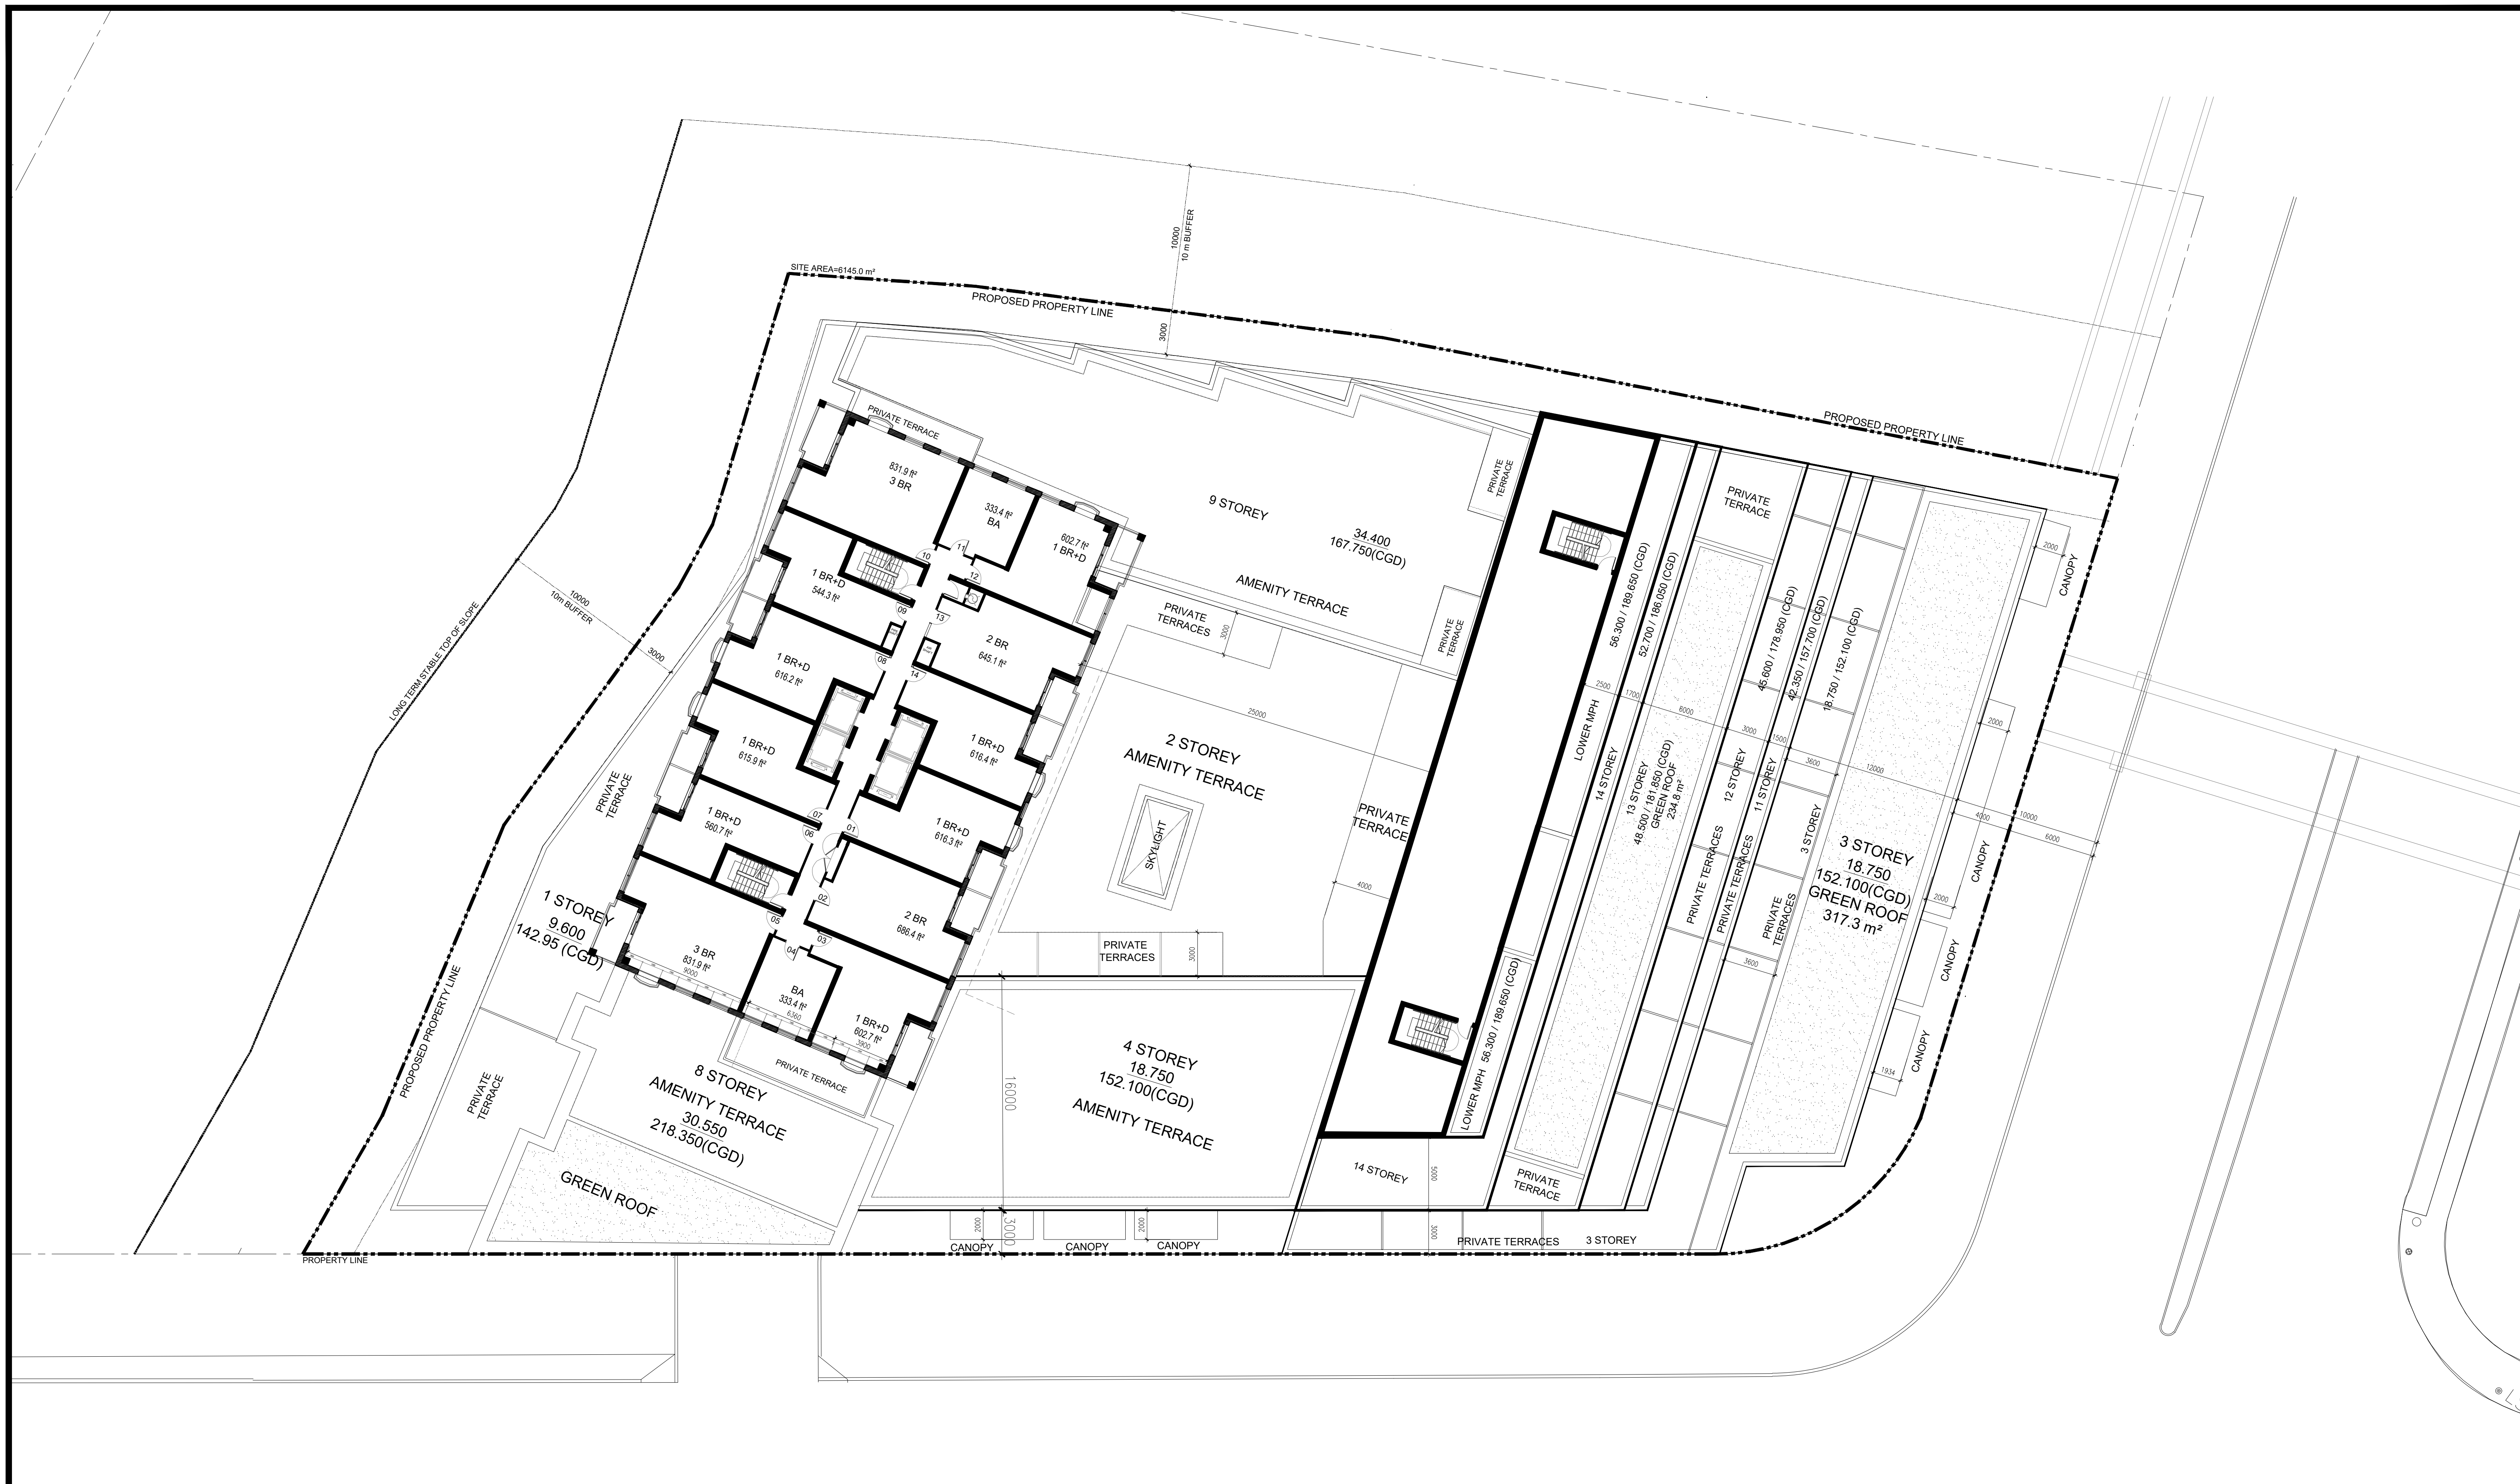 SITE AREA=6145.0 m²
PROPOSED PROPERTY LINE
10000
10 m BUFFER
3000
PROPOSED PROPERTY LINE
LONG TERM STABLE TOP OF SLOPE
10000
10m BUFFER
3000
PROPOSED PROPERTY LINE
PROPERTY LINE
PRIVATE TERRACE
831.9 ft²
3 BR
333.4 ft²
BA
602.7 ft²
1 BR+D
10
11
12
1 BR+D
544.3 ft²
09
13
2 BR
645.1 ft²
1 BR+D
616.2 ft²
08
14
1 BR+D
616.4 ft²
1 BR+D
615.9 ft²
07
01
1 BR+D
616.3 ft²
1 BR+D
560.7 ft²
06
02
2 BR
686.4 ft²
05
04
03
3 BR
831.9 ft²
9000
BA
333.4 ft²
6360
1 BR+D
602.7 ft²
3900
PRIVATE TERRACE
PRIVATE
TERRACE
1 STOREY
9.600
142.95 (CGD)
PRIVATE
TERRACE
8 STOREY
AMENITY TERRACE
30.550
218.350(CGD)
GREEN ROOF
9 STOREY
34.400
167.750(CGD)
AMENITY TERRACE
PRIVATE
TERRACE
PRIVATE
TERRACE
PRIVATE
TERRACES
3000
25000
2 STOREY
AMENITY TERRACE
SKYLIGHT
PRIVATE
TERRACE
4000
PRIVATE
TERRACES
3000
16000
3000
4 STOREY
18.750
152.100(CGD)
AMENITY TERRACE
2000
2000
CANOPY
CANOPY
CANOPY
14 STOREY
5000
3000
PRIVATE TERRACES
3 STOREY
56.300 / 189.650 (CGD)
52.700 / 186.050 (CGD)
PRIVATE
TERRACE
45.600 / 178.950 (CGD)
42.350 / 157.700 (CGD)
18.750 / 152.100 (CGD)
2500
1700
6000
3000
1500
3600
12000
10000
4000
6000
LOWER MPH
14 STOREY
13 STOREY
48.500 / 181.850 (CGD)
GREEN ROOF
234.8 m²
12 STOREY
11 STOREY
3 STOREY
PRIVATE TERRACES
PRIVATE TERRACES
PRIVATE
TERRACES
3600
LOWER MPH 56.300 / 189.650 (CGD)
PRIVATE
TERRACE
3 STOREY
18.750
152.100(CGD)
GREEN ROOF
317.3 m²
2000
CANOPY
2000
CANOPY
2000
CANOPY
1934
CANOPY